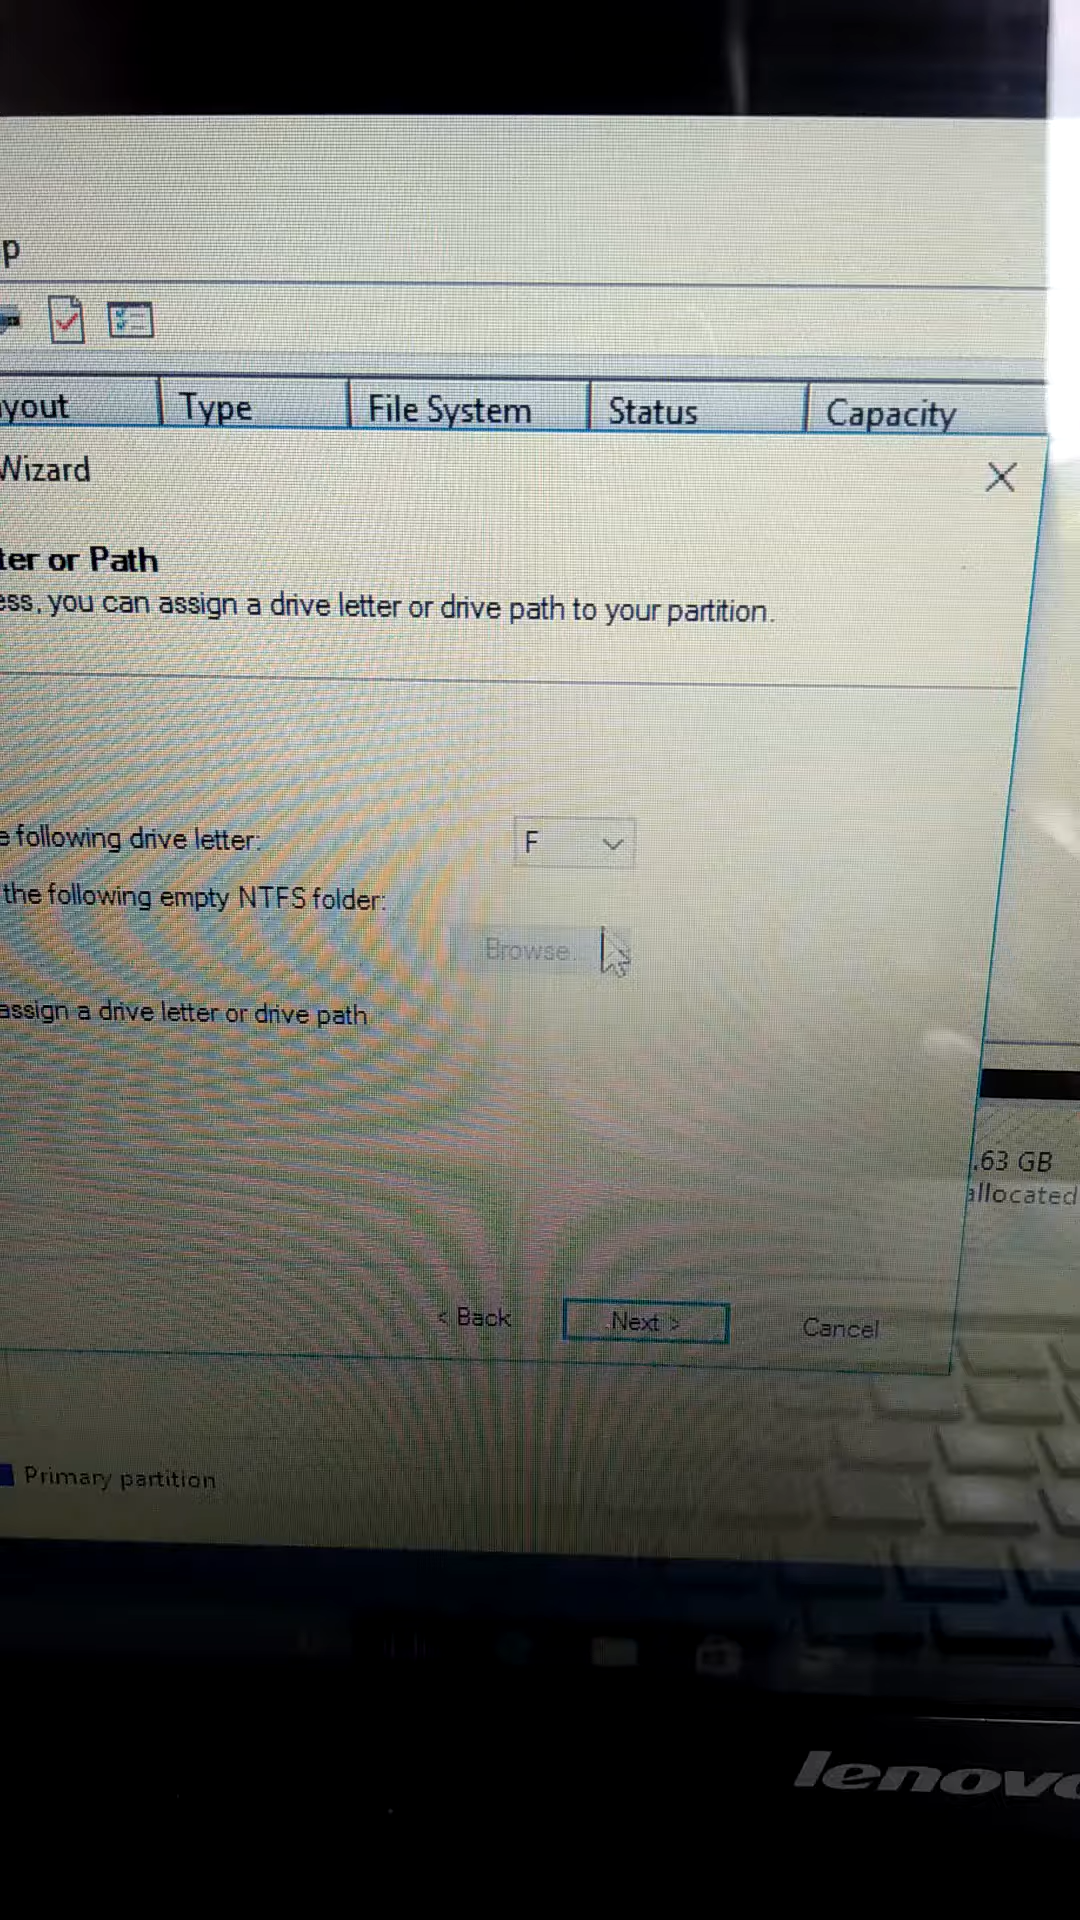 p
yout Type File System Status Capacity
Wizard
ter or Path
ess, you can assign a drive letter or drive path to your partition.
e following drive letter: F
the following empty NTFS folder:
Browse..
assign a drive letter or drive path
.63 GB
allocated
< Back Next > Cancel
Primary partition
lenovo